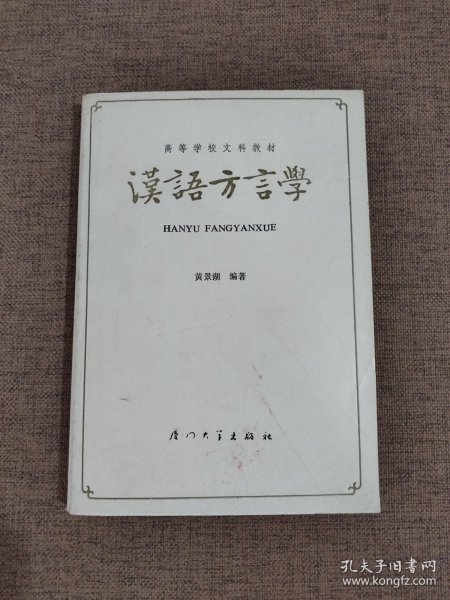 高等学校文科教材
漢語方言學
HANYU FANGYANXUE
黄景湖 编著
厦门大学出版社
孔夫子旧书网
www.kongfz.com